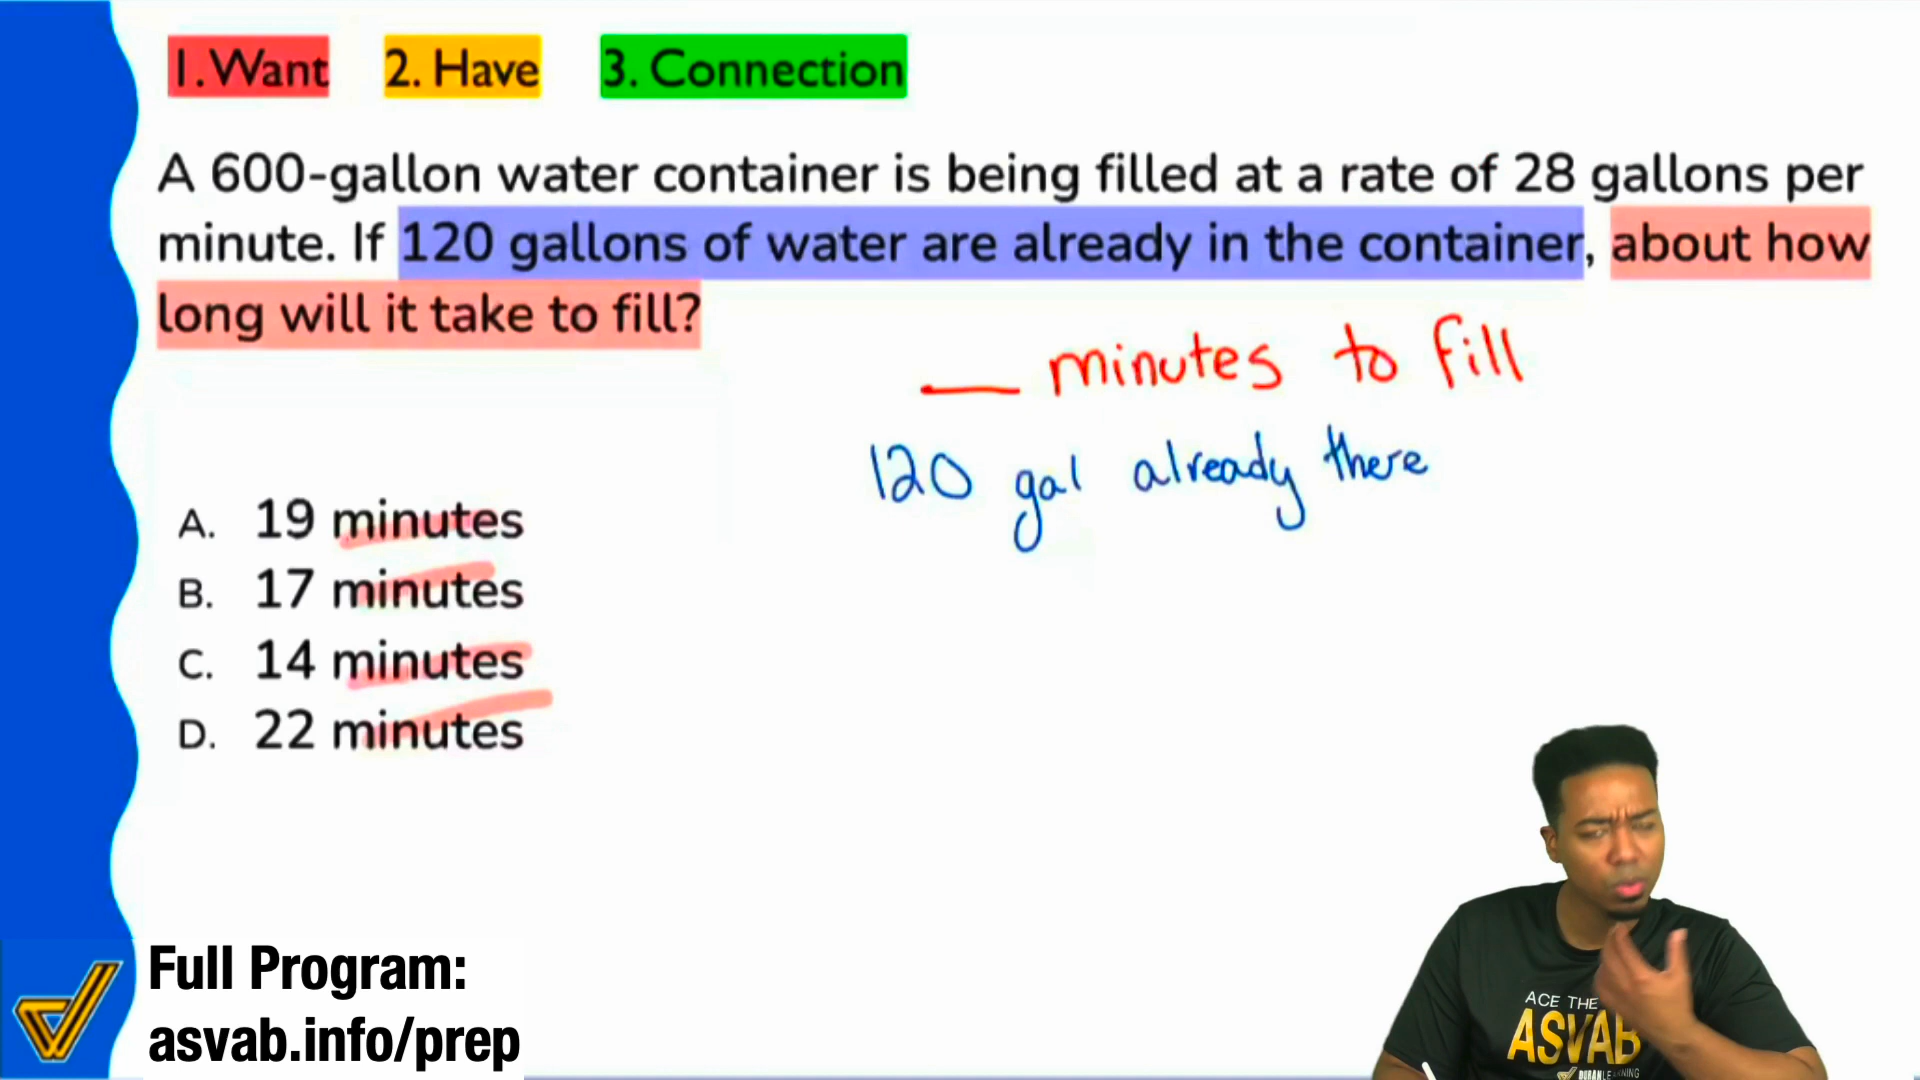 1. Want 2. Have 3. Connection
A 600-gallon water container is being filled at a rate of 28 gallons per
minute. If 120 gallons of water are already in the container, about how
long will it take to fill?
__ minutes to fill
120 gal already there
A. 19 minutes
B. 17 minutes
C. 14 minutes
D. 22 minutes
Full Program:
asvab.info/prep
ACE THE
ASVAB